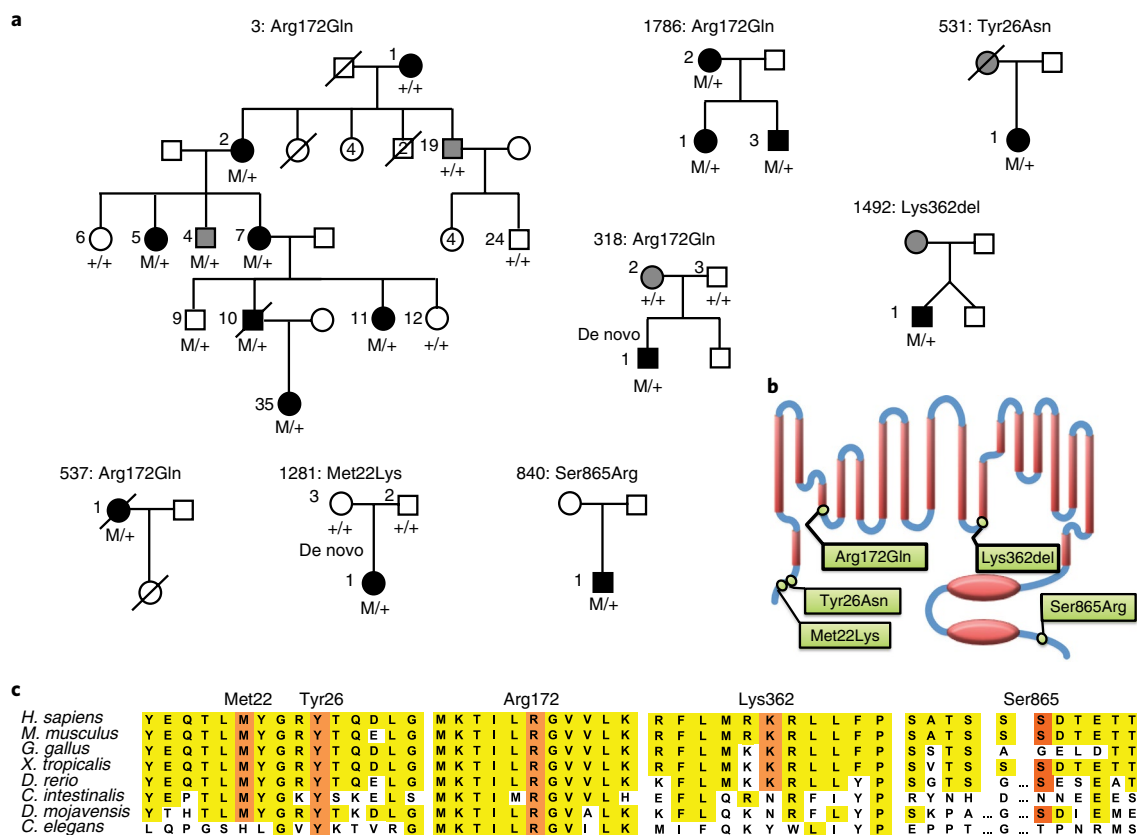 a
3: Arg172Gln
1
+/+
2
M/+
4
2
19
+/+
6
+/+
5
M/+
4
M/+
7
M/+
4
24
+/+
9
M/+
10
M/+
11
M/+
12
+/+
35
M/+
1786: Arg172Gln
2
M/+
1
M/+
3
M/+
531: Tyr26Asn
1
M/+
318: Arg172Gln
2
+/+
3
+/+
De novo
1
M/+
1492: Lys362del
1
M/+
537: Arg172Gln
1
M/+
1281: Met22Lys
3
+/+
2
+/+
De novo
1
M/+
840: Ser865Arg
1
M/+
b
Arg172Gln
Lys362del
Tyr26Asn
Met22Lys
Ser865Arg
c
Met22 Tyr26 Arg172 Lys362 Ser865
H. sapiens Y E Q T L M Y G R Y T Q D L G M K T I L R G V V L K R F L M R K R L L F P S A T S S ... S D T E T T
M. musculus Y E Q T L M Y G R Y T Q E L G M K T I L R G V V L K R F L M R K R L L F P S A T S S ... S D T E T T
G. gallus Y E Q T L M Y G R Y T Q D L G M K T I L R G V V L K R F L M K K R L L F P S S T S A G E L D T T
X. tropicalis Y E Q T L M Y G R Y T Q D L G M K T I L R G V V L K R F L M K K R L L F P S V T S S ... S D T E T T
D. rerio Y E Q T L M Y G R Y T Q E L G M K T I L R G V V L K K F L M K K R L L Y P S G T S G ... S E S E A T
C. intestinalis Y E P T L M Y G K Y S K E L S M K T I M R G V V L H E F L Q R N R F I Y P R Y N H D ... N N E E E S
D. mojavensis Y T H T L M Y G R Y T K D L G M K T I L R G V A L K R F L Q K N R F L Y P S K P A ... G ... S D I E M E
C. elegans L Q P G S H L G V Y K T V R G M K T I L R G V I L K M I F Q K Y W L I Y P E P P T ... G ... T P I E M S